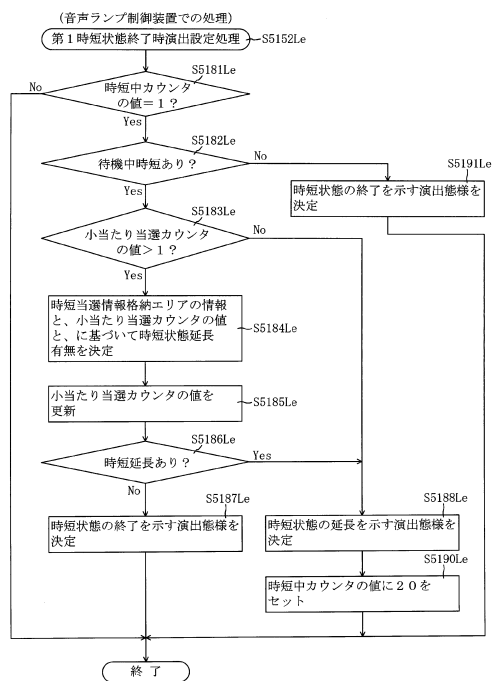 (音声ランプ制御装置での処理)
第1時短状態終了時演出設定処理
S5152Le
S5181Le
No
時短中カウンタ
の値=1?
Yes
S5182Le
待機中時短あり?
No
S5191Le
Yes
時短状態の終了を示す演出態様を
決定
S5183Le
小当たり当選カウンタ
の値>1?
No
Yes
時短当選情報格納エリアの情報
と、小当たり当選カウンタの値
と、に基づいて時短状態延長
有無を決定
S5184Le
小当たり当選カウンタの値を
更新
S5185Le
S5186Le
時短延長あり?
Yes
No
S5187Le
時短状態の終了を示す演出態様を
決定
S5188Le
時短状態の延長を示す演出態様を
決定
S5190Le
時短中カウンタの値に20を
セット
終了